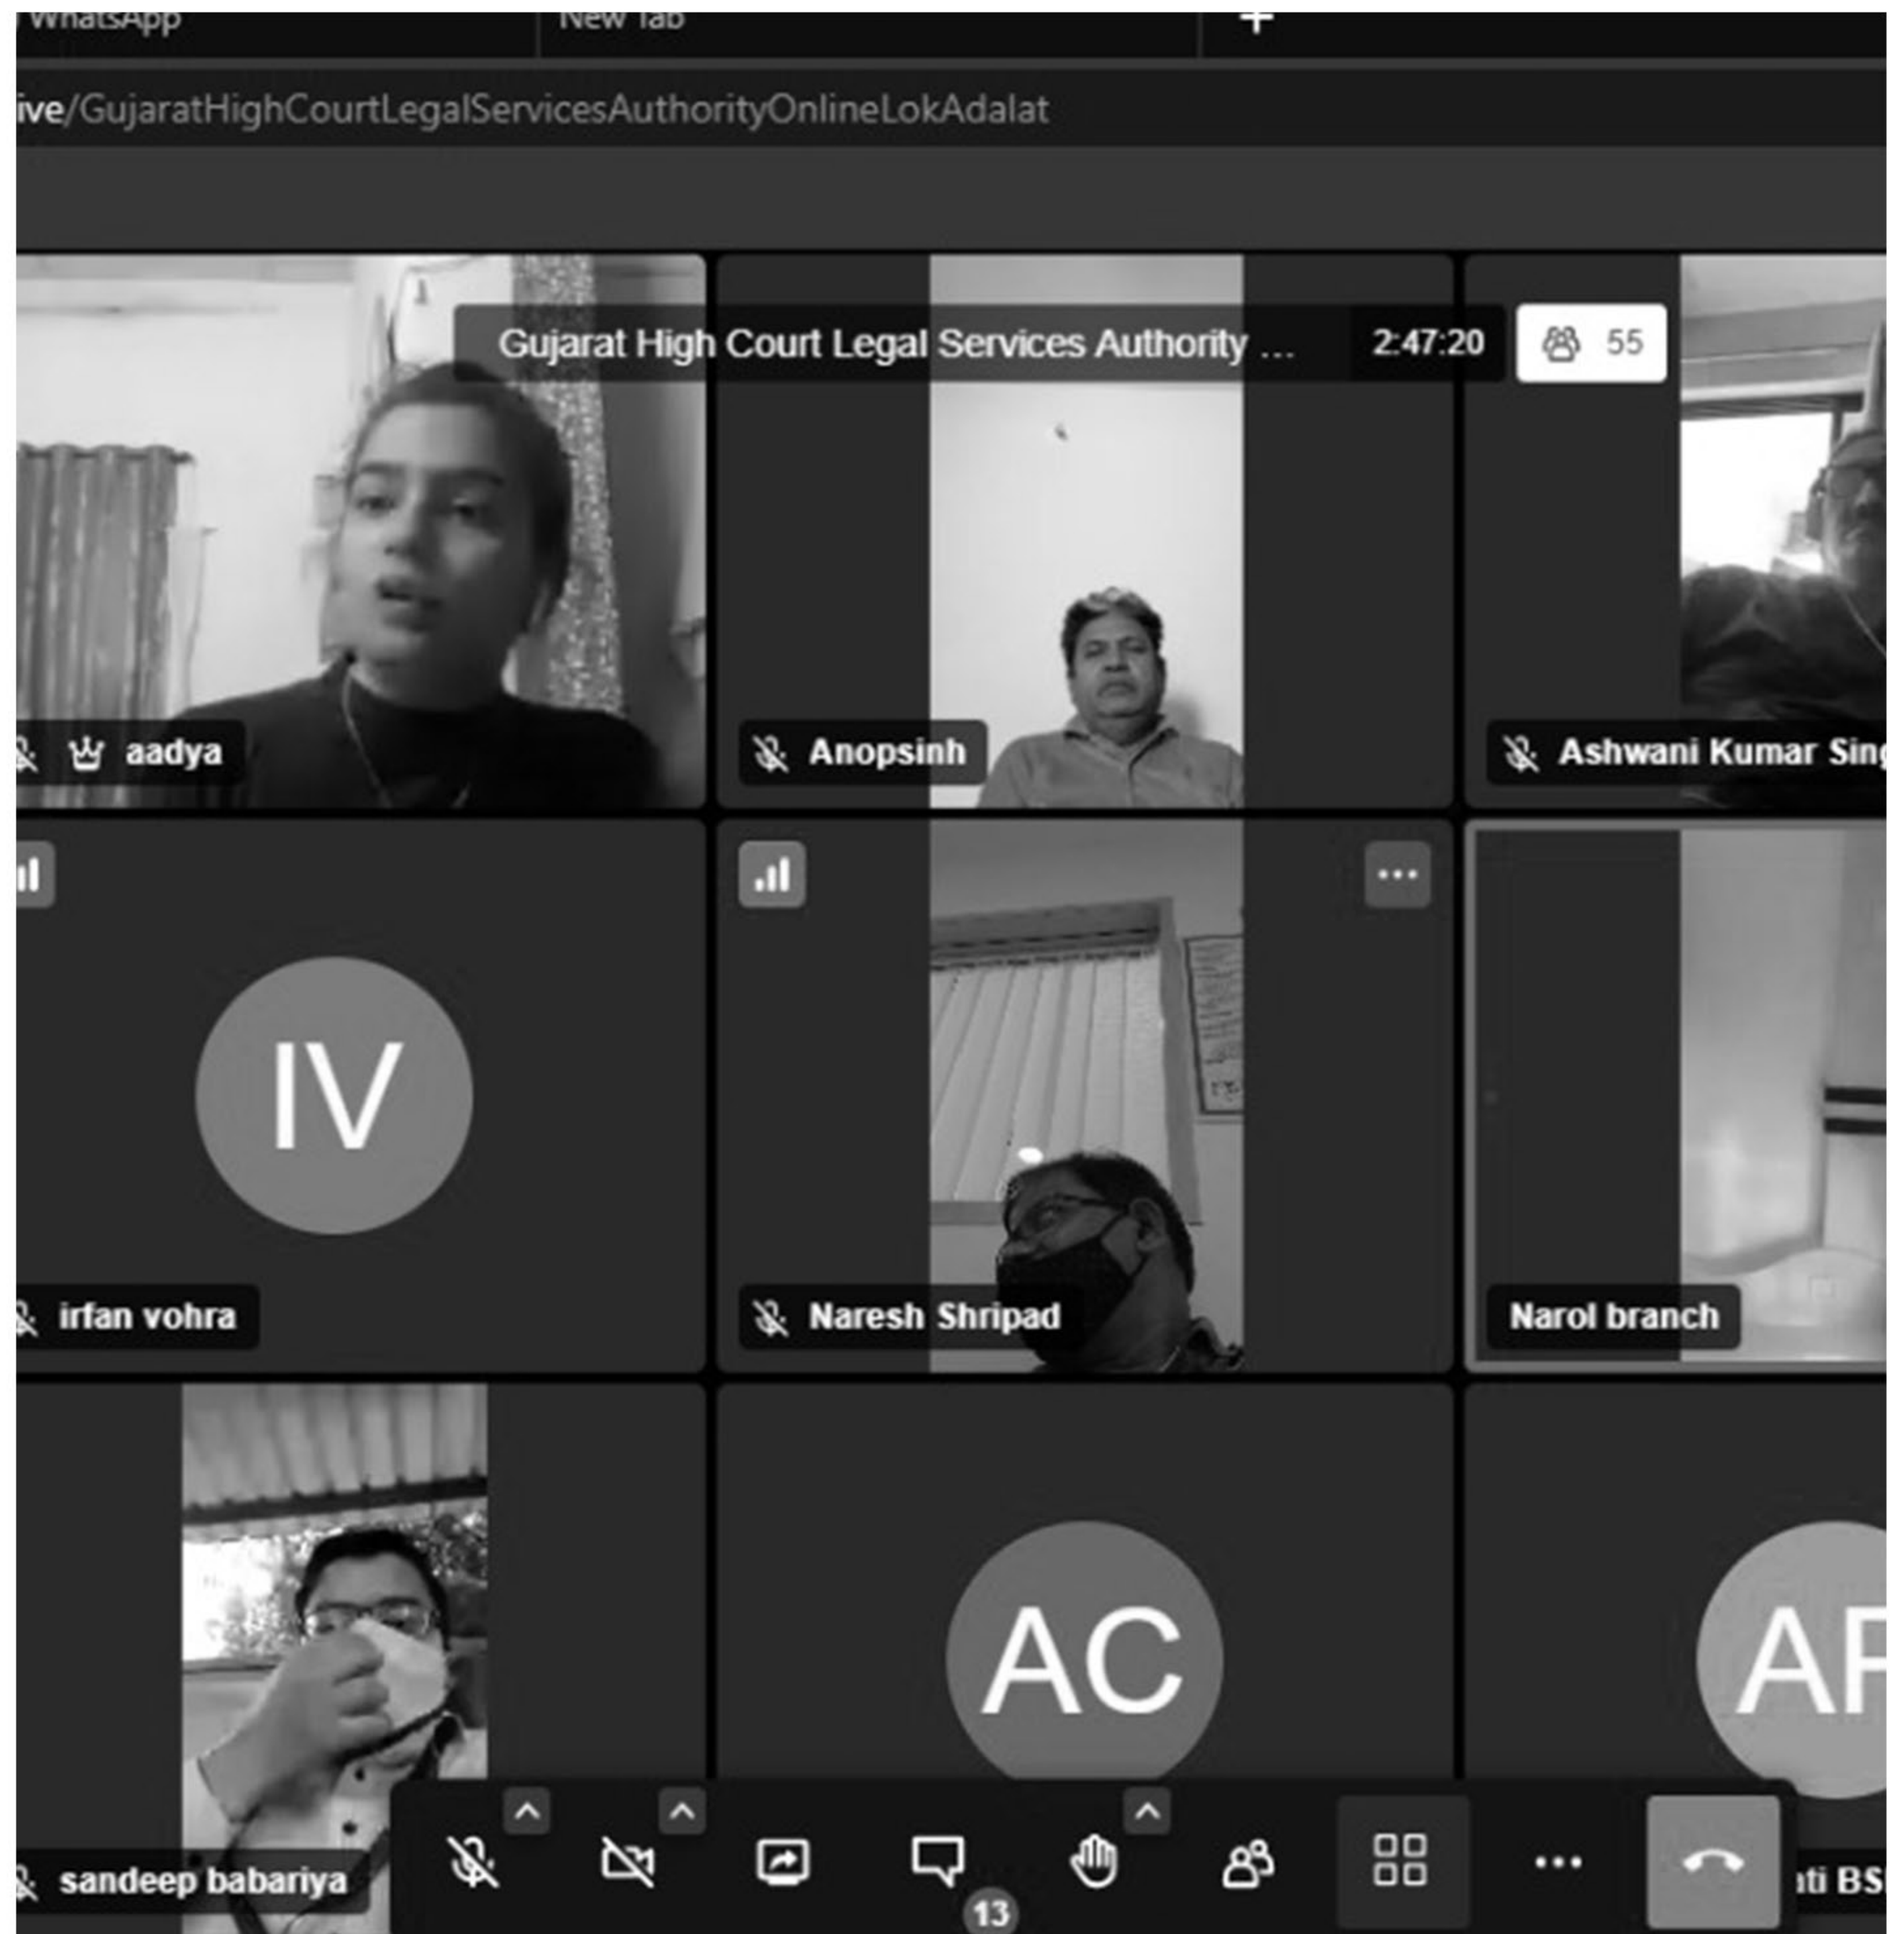 WhatsApp
New Tab
ive/GujaratHighCourtLegalServicesAuthorityOnlineLokAdalat
Gujarat High Court Legal Services Authority ... 2:47:20 55
aadya
Anopsinh
Ashwani Kumar Sing
IV
irfan vohra
Naresh Shripad
Narol branch
AC
AP
sandeep babariya
ati BS
13